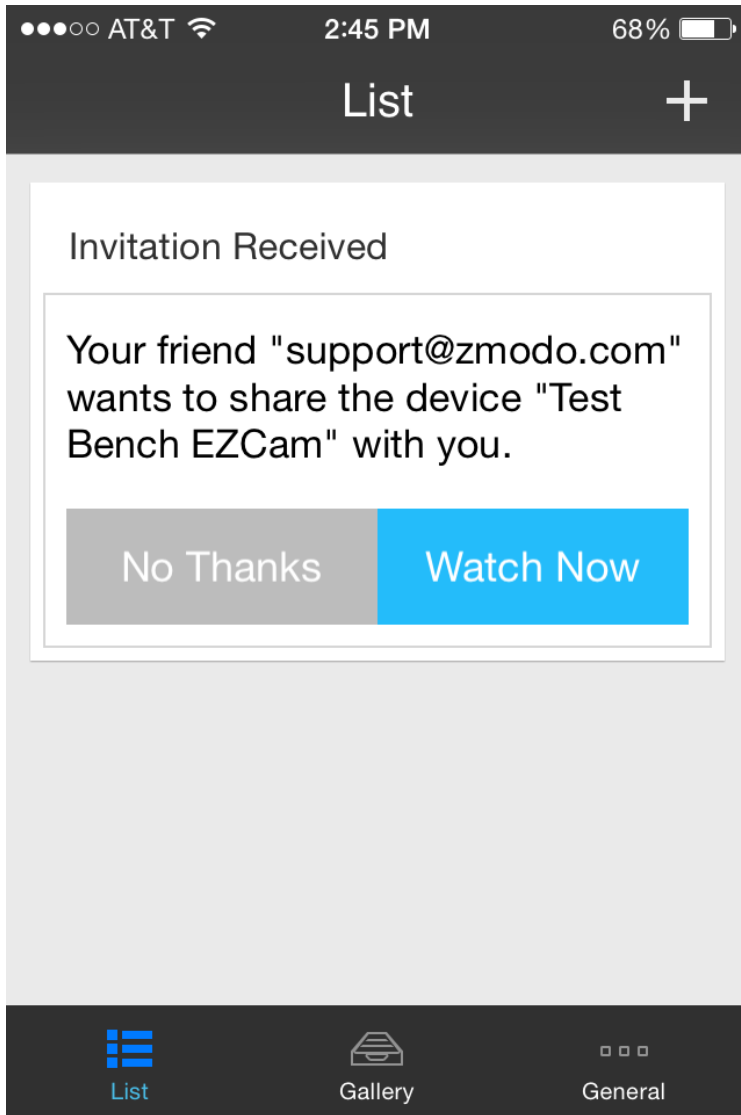 AT&T 2:45 PM 68%
List
Invitation Received
Your friend "support@zmodo.com"
wants to share the device "Test
Bench EZCam" with you.
No Thanks Watch Now
List Gallery General